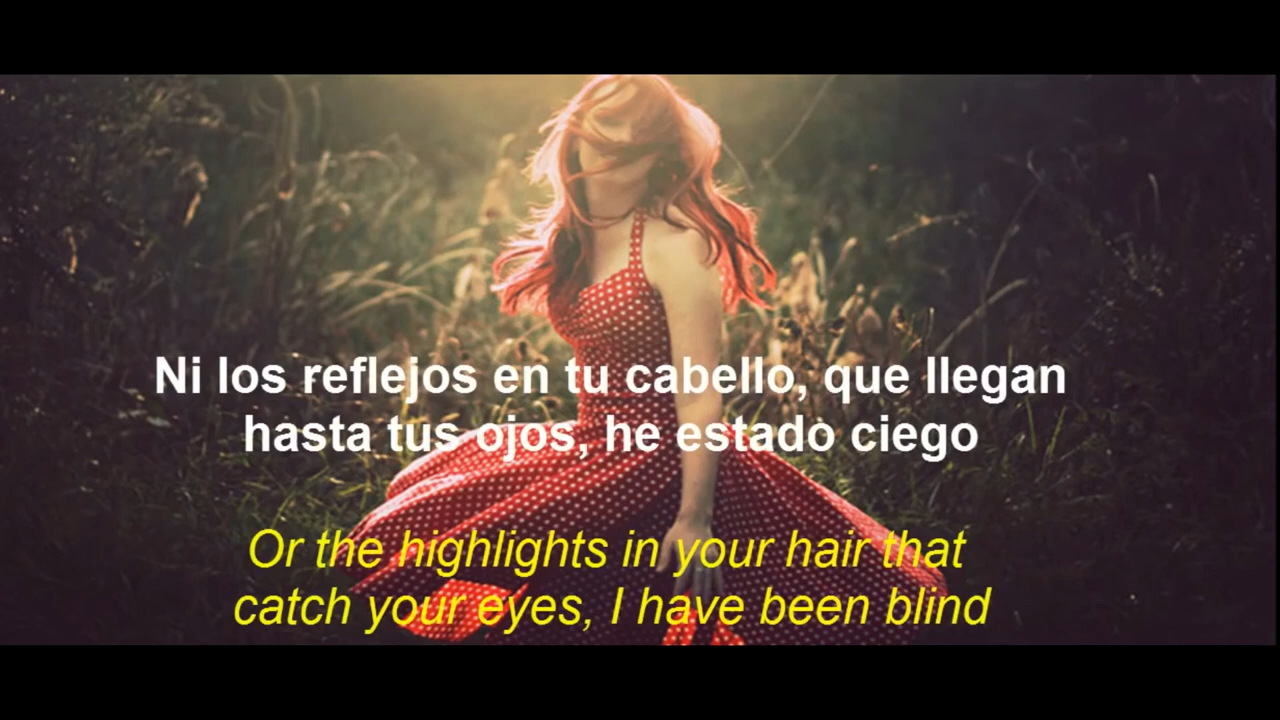 Ni los reflejos en tu cabello, que llegan
hasta tus ojos, he estado ciego
Or the highlights in your hair that
catch your eyes, I have been blind